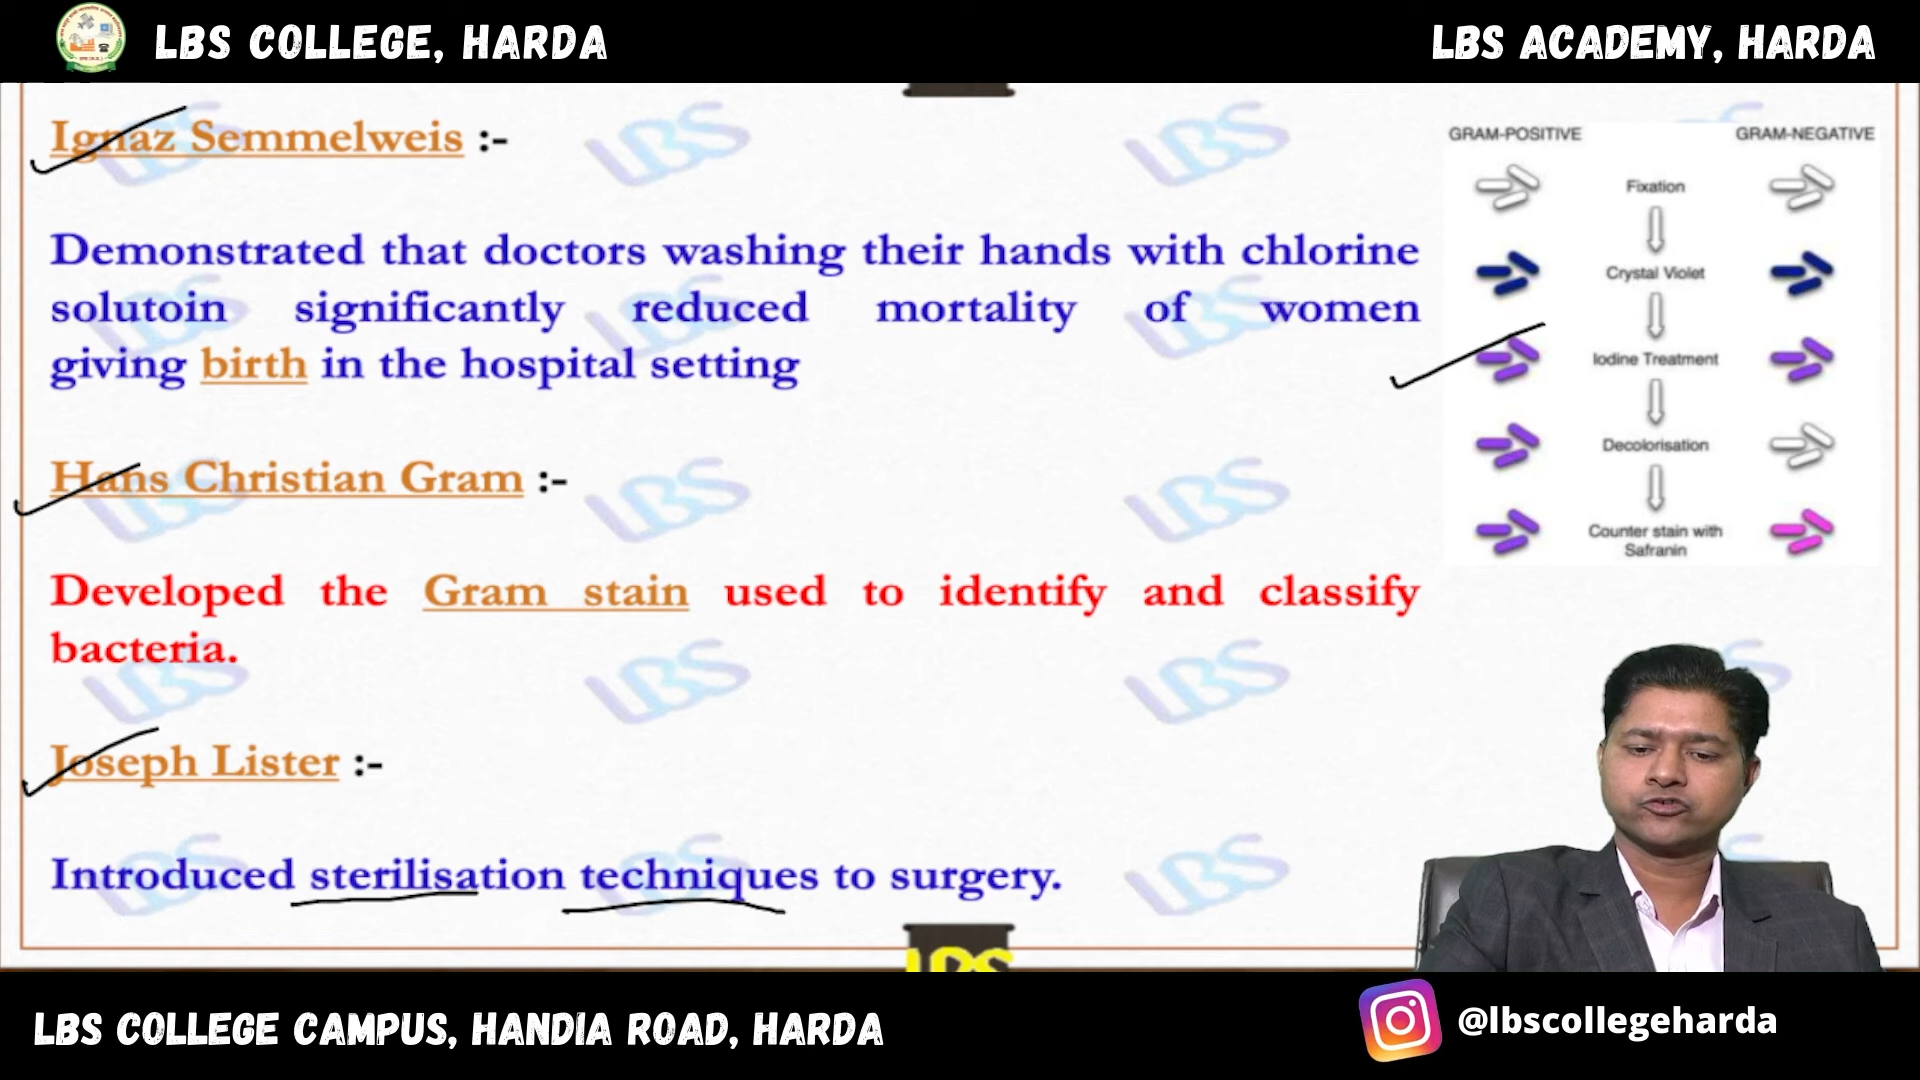 LBS COLLEGE, HARDA
LBS ACADEMY, HARDA
Ignaz Semmelweis :-
Demonstrated that doctors washing their hands with chlorine
solutoin significantly reduced mortality of women
giving birth in the hospital setting
Hans Christian Gram :-
Developed the Gram stain used to identify and classify
bacteria.
Joseph Lister :-
Introduced sterilisation techniques to surgery.
GRAM-POSITIVE
GRAM-NEGATIVE
Fixation
Crystal Violet
Iodine Treatment
Decolorisation
Counter stain with
Safranin
LBS
LBS COLLEGE CAMPUS, HANDIA ROAD, HARDA
@lbscollegeharda